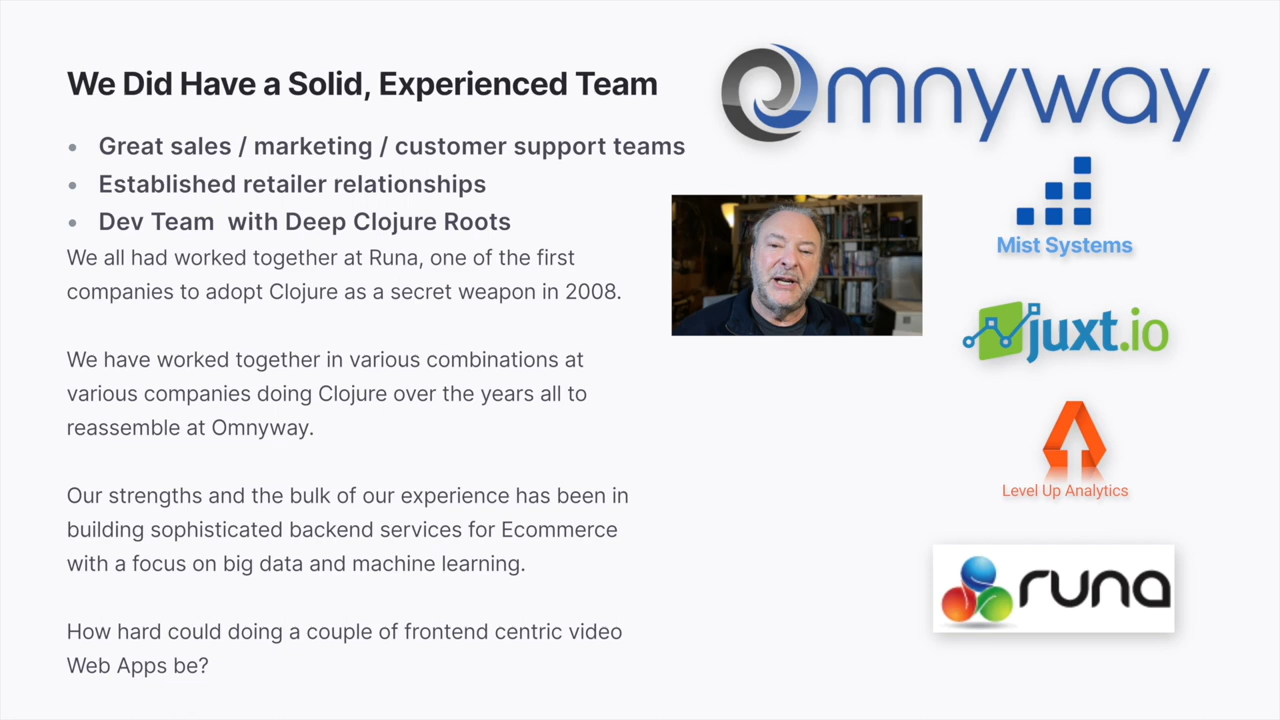 We Did Have a Solid, Experienced Team
• Great sales / marketing / customer support teams
• Established retailer relationships
• Dev Team with Deep Clojure Roots
We all had worked together at Runa, one of the first
companies to adopt Clojure as a secret weapon in 2008.
We have worked together in various combinations at
various companies doing Clojure over the years all to
reassemble at Omnyway.
Our strengths and the bulk of our experience has been in
building sophisticated backend services for Ecommerce
with a focus on big data and machine learning.
How hard could doing a couple of frontend centric video
Web Apps be?
Omnyway
Mist Systems
juxt.io
Level Up Analytics
runa